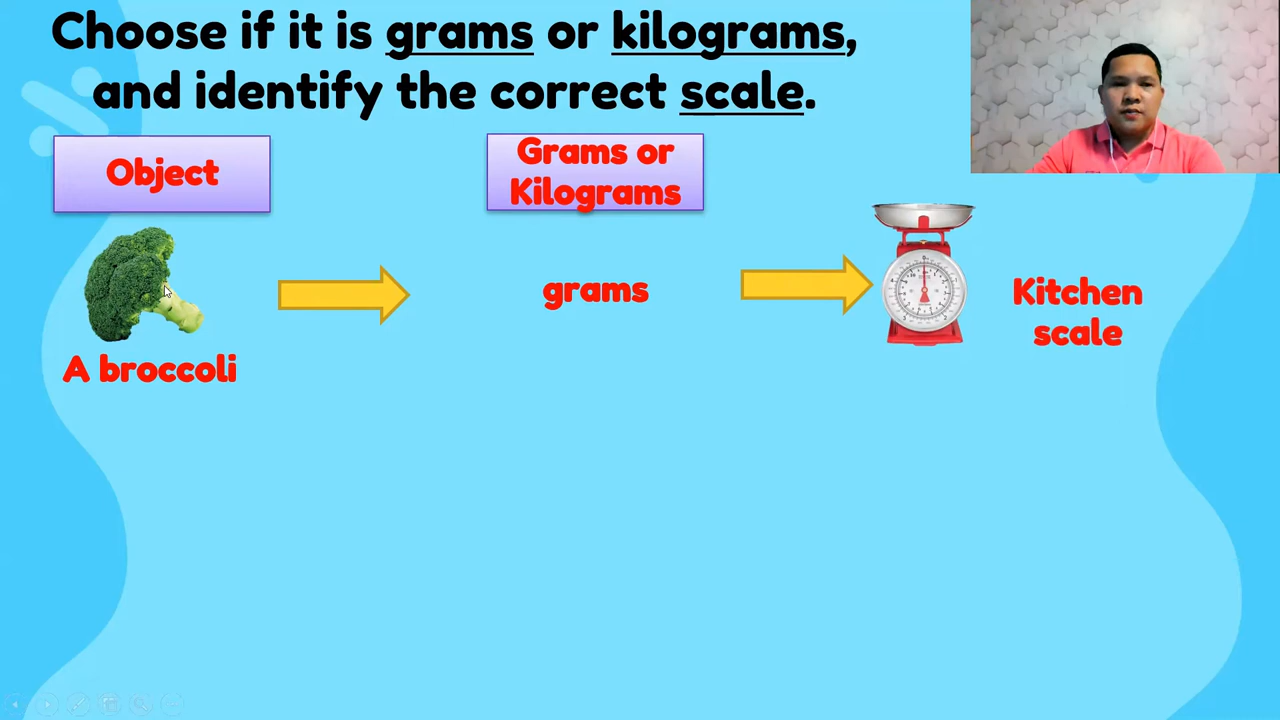 Choose if it is grams or kilograms,
and identify the correct scale.
Object
Grams or
Kilograms
grams
Kitchen
scale
A broccoli